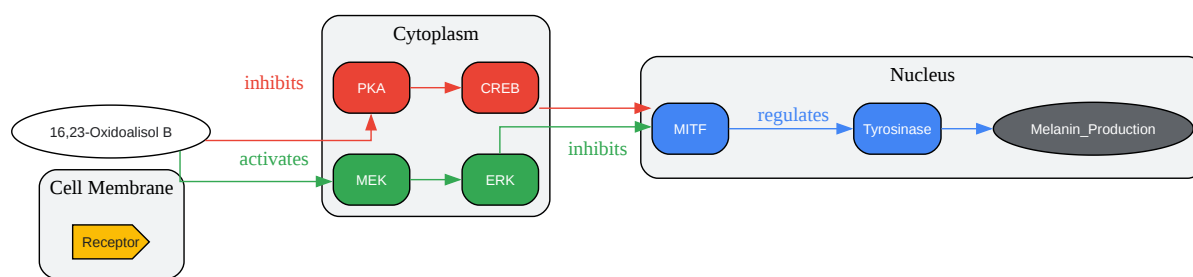 Cytoplasm
Nucleus
inhibits
PKA
CREB
16,23-Oxidoalisol B
MITF
regulates
Tyrosinase
Melanin_Production
activates
inhibits
MEK
ERK
Cell Membrane
Receptor